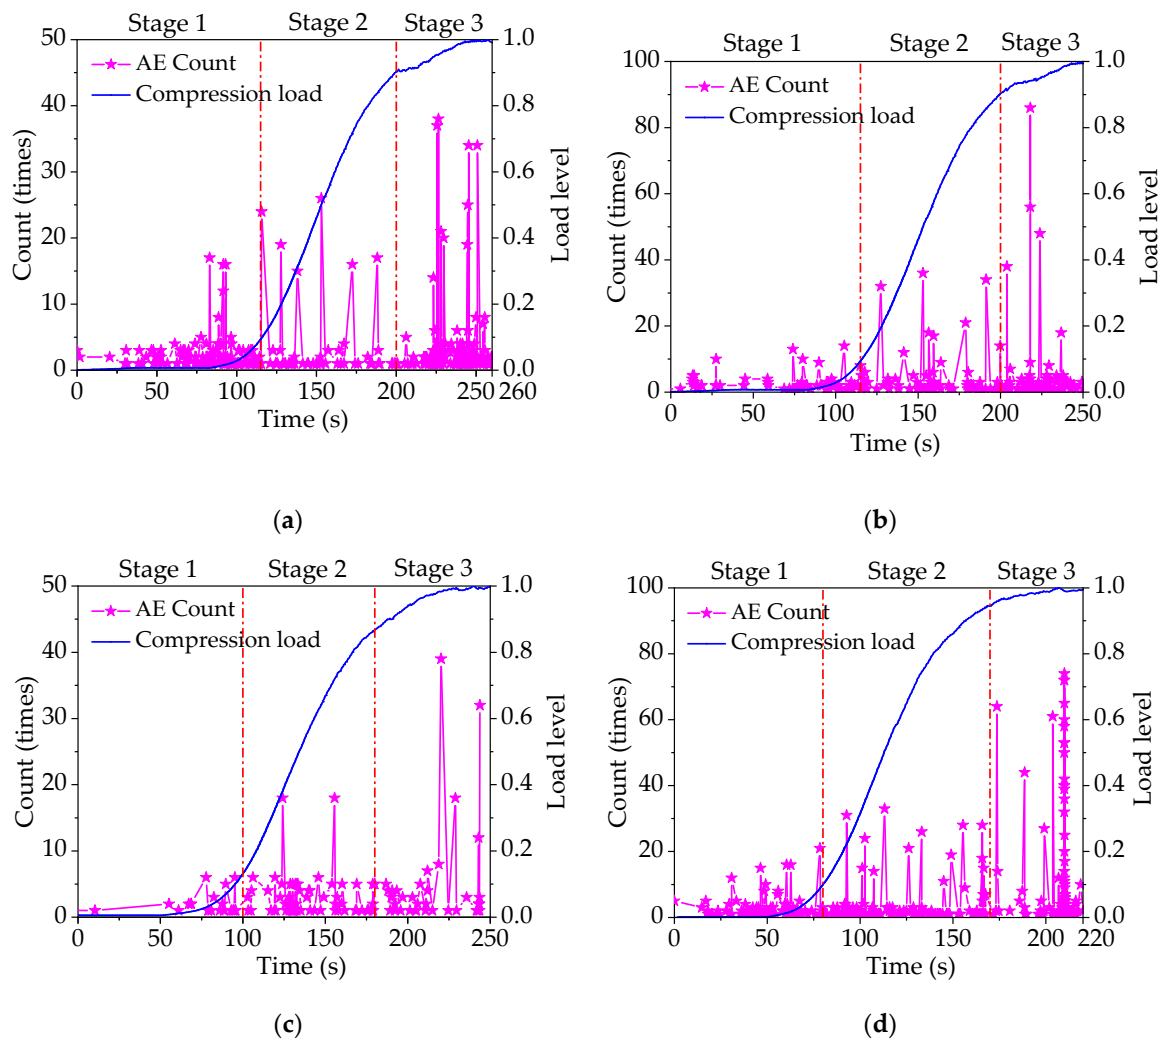 Stage 1 Stage 2 Stage 3
50 1.0
AE Count
Compression load
40 0.8
30 0.6
20 0.4
10 0.2
0 0.0
0 50 100 150 200 250 260
Count (times)
Load level
Time (s)
(a)
Stage 1 Stage 2 Stage 3
100 1.0
AE Count
Compression load
80 0.8
60 0.6
40 0.4
20 0.2
0 0.0
0 50 100 150 200 250
Count (times)
Load level
Time (s)
(b)
Stage 1 Stage 2 Stage 3
50 1.0
AE Count
Compression load
40 0.8
30 0.6
20 0.4
10 0.2
0 0.0
0 50 100 150 200 250
Count (times)
Load level
Time (s)
(c)
Stage 1 Stage 2 Stage 3
100 1.0
AE Count
Compression load
80 0.8
60 0.6
40 0.4
20 0.2
0 0.0
0 50 100 150 200 220
Count (times)
Load level
Time (s)
(d)